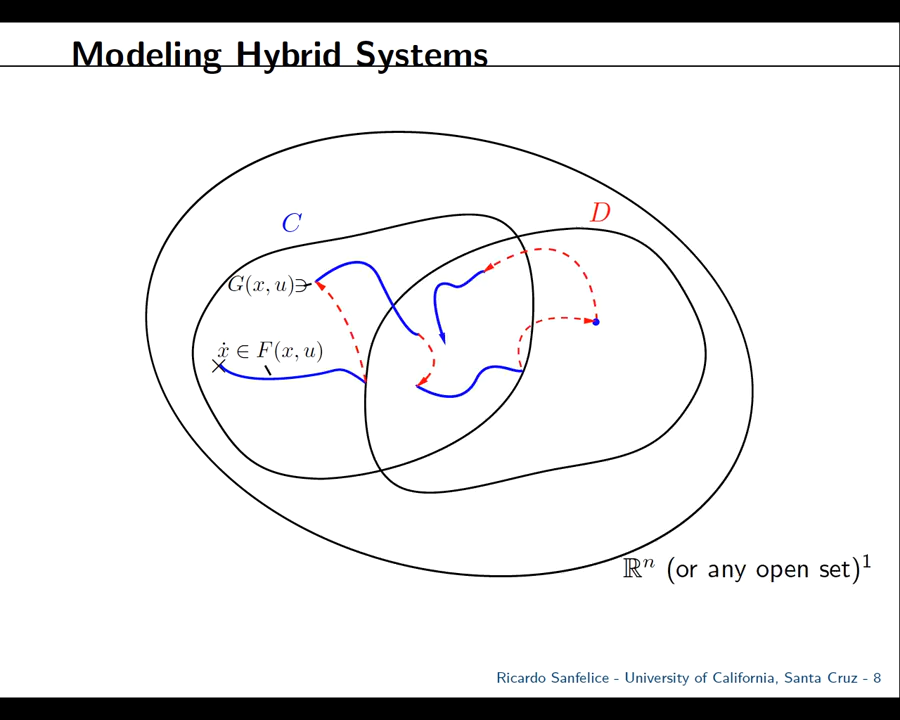 Modeling Hybrid Systems
C
D
G(x, u)∋
ẋ ∈ F(x, u)
ℝⁿ (or any open set)¹
Ricardo Sanfelice - University of California, Santa Cruz - 8